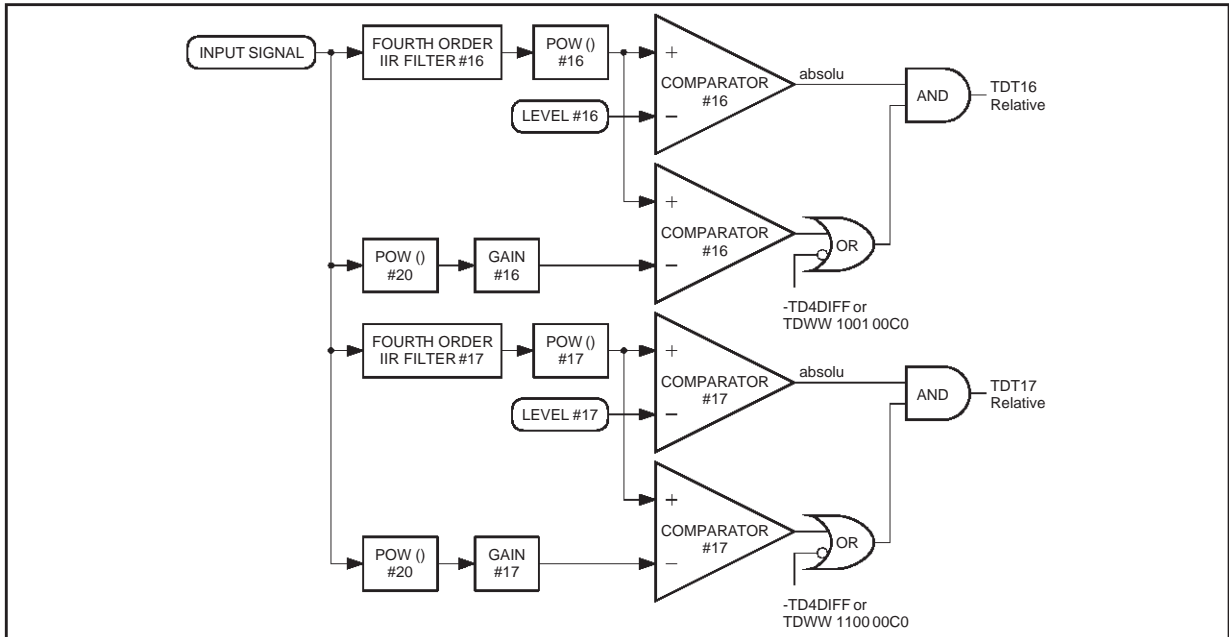 INPUT SIGNAL
FOURTH ORDER
IIR FILTER #16
POW ()
#16
+
COMPARATOR
#16
−
LEVEL #16
absolu
AND
TDT16
Relative
+
COMPARATOR
#16
−
OR
POW ()
#20
GAIN
#16
-TD4DIFF or
TDWW 1001 00C0
FOURTH ORDER
IIR FILTER #17
POW ()
#17
+
COMPARATOR
#17
−
LEVEL #17
absolu
AND
TDT17
Relative
+
COMPARATOR
#17
−
OR
POW ()
#20
GAIN
#17
-TD4DIFF or
TDWW 1100 00C0